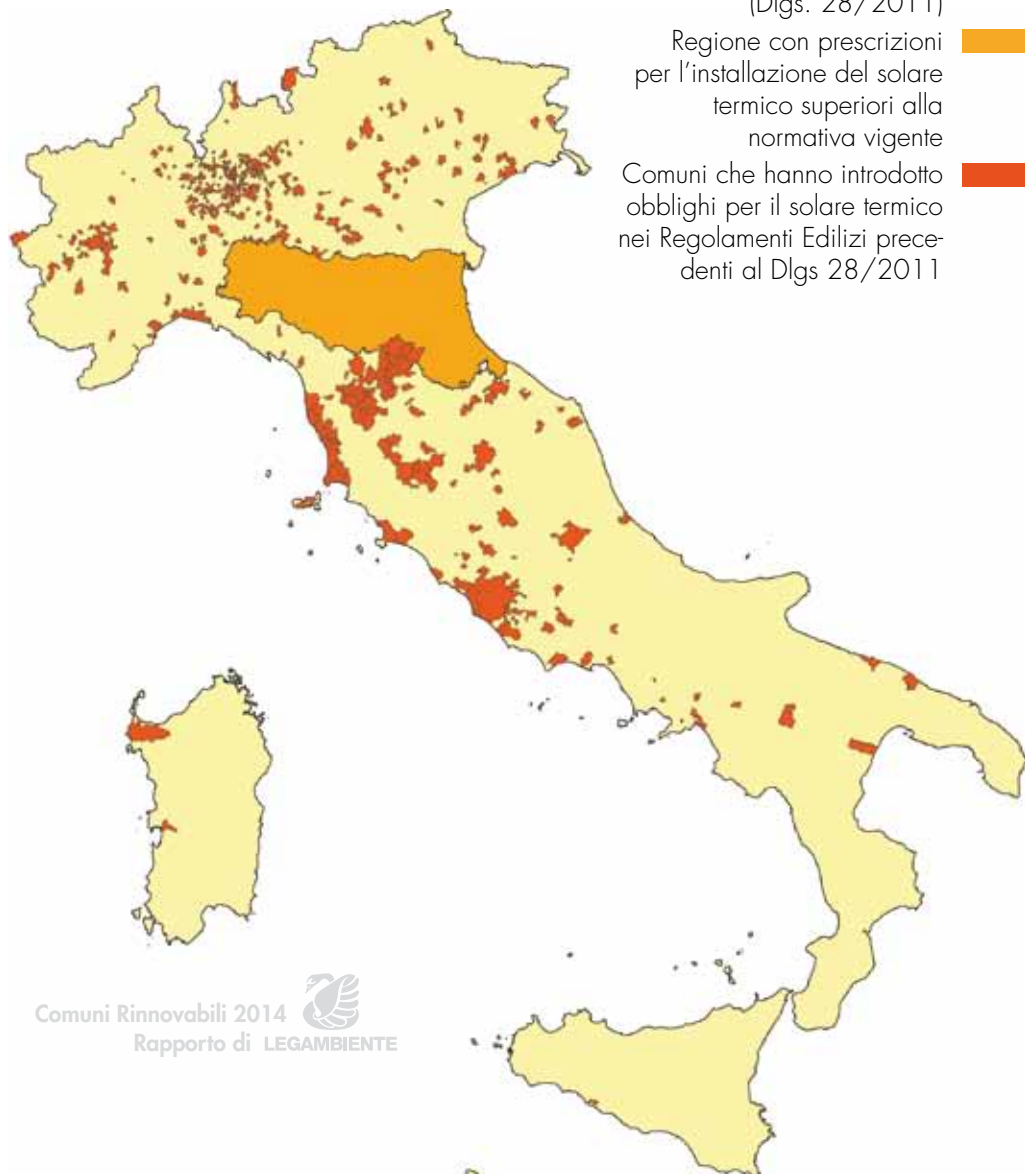 (Dlgs. 28/2011)
Regione con prescrizioni
per l'installazione del solare
termico superiori alla
normativa vigente
Comuni che hanno introdotto
obblighi per il solare termico
nei Regolamenti Edilizi prece-
denti al Dlgs 28/2011
Comuni Rinnovabili 2014
Rapporto di LEGAMBIENTE